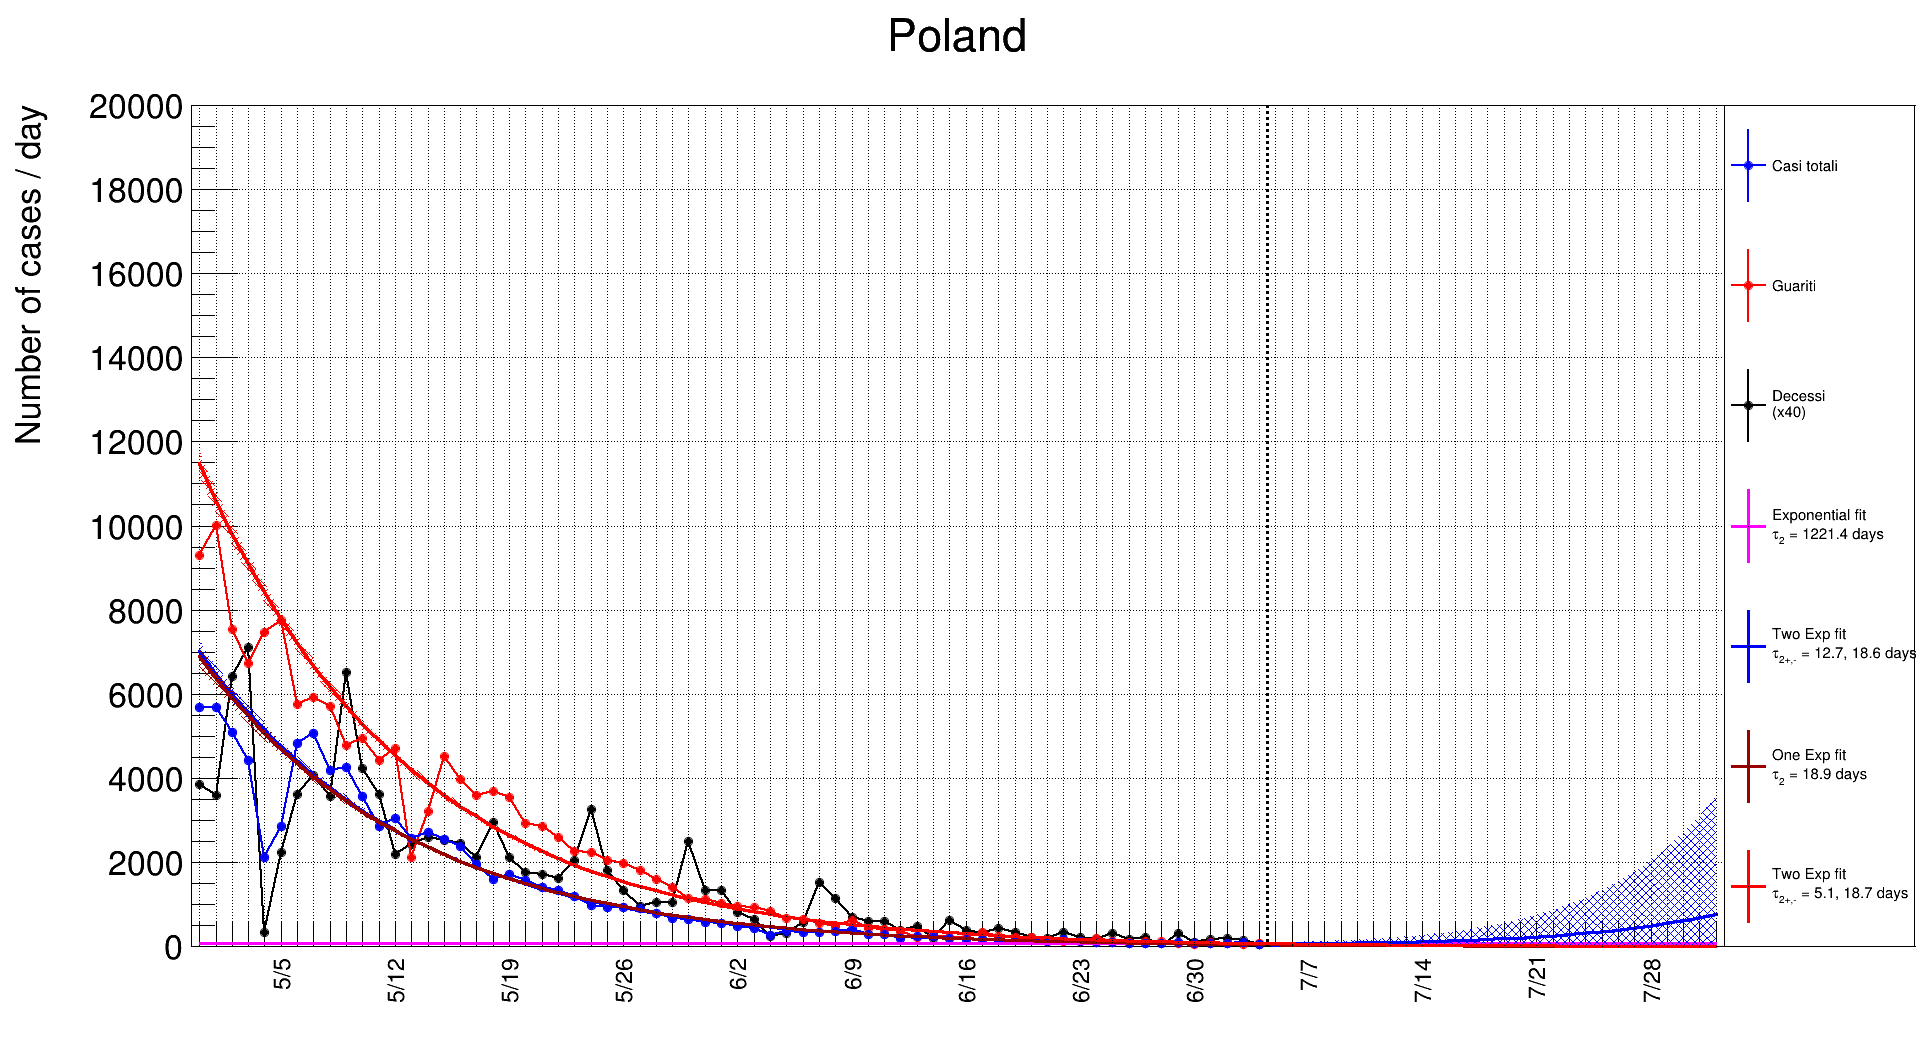 Poland
Number of cases / day
20000
18000
16000
14000
12000
10000
8000
6000
4000
2000
0
5/5
5/12
5/19
5/26
6/2
6/9
6/16
6/23
6/30
7/7
7/14
7/21
7/28
Casi totali
Guariti
Decessi
(x40)
Exponential fit
τ2 = 1221.4 days
Two Exp fit
τ2+,- = 12.7, 18.6 days
One Exp fit
τ2 = 18.9 days
Two Exp fit
τ2+,- = 5.1, 18.7 days